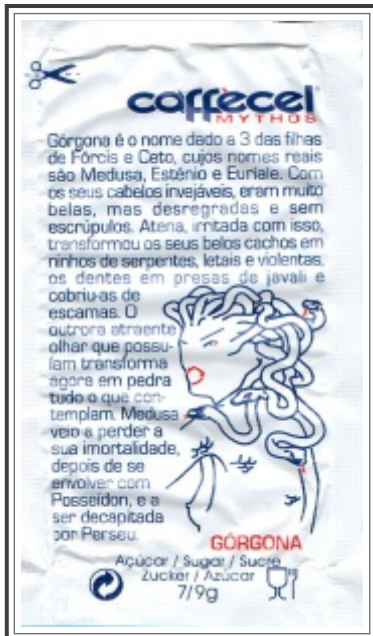 caffècel
MYTHOS
Górgona é o nome dado a 3 das filhas
de Fórcis e Ceto, cujos nomes reais
são Medusa, Esténio e Euríale. Com
os seus cabelos invejáveis, eram muito
belas, mas desregradas e sem
escrúpulos. Atena, irritada com isso,
transformou os seus belos cachos em
ninhos de serpentes, letais e violentas,
os dentes em presas de javali e
cobriu-as de
escamas. O
outrora atraente
olhar que possu-
íam transforma
agora em pedra
tudo o que con-
templam. Medusa
veio a perder a
sua imortalidade,
depois de se
envolver com
Posseídon, e a
ser decapitada
por Perseu.
GÓRGONA
Açúcar / Sugar / Sucre
Zucker / Azúcar
7/9g